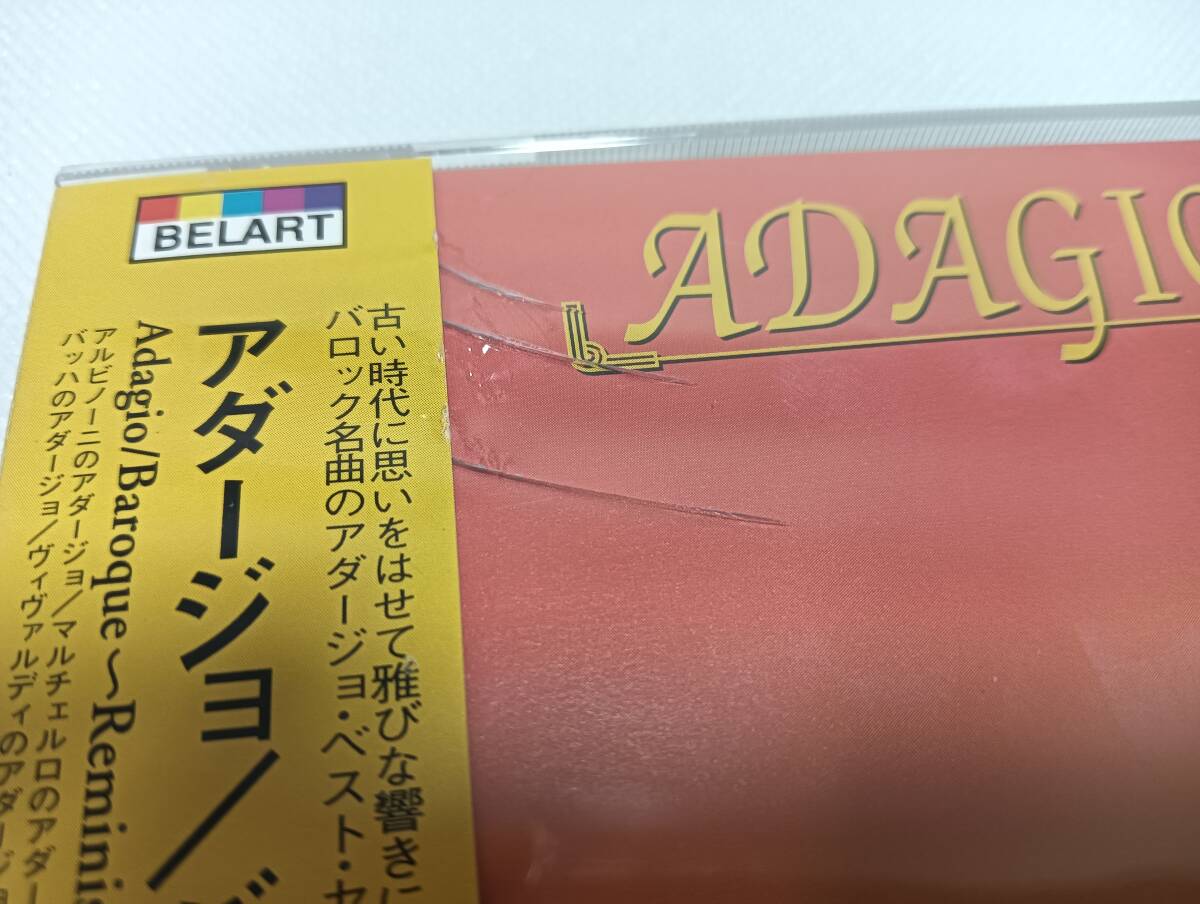 BELART
ADAGIO
古い時代に思いをはせて雅びな響きに
バロック名曲のアダージョ・ベスト・セ
アダージョ/バ
Adagio/Baroque～Reminis
アルビノーニのアダージョ/マルチェルロのアダー
バッハのアダージョ/ヴィヴァルディのアダージョ